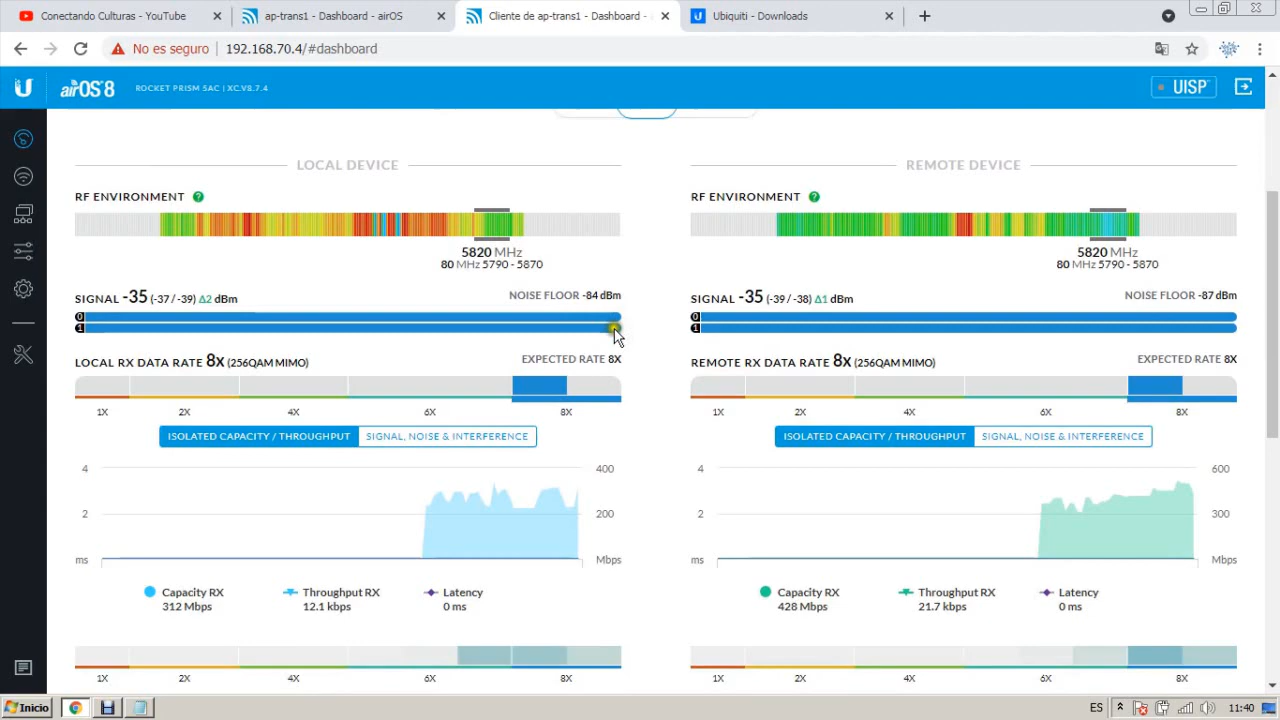 Conectando Culturas - YouTube
ap-trans1 - Dashboard - airOS
Cliente de ap-trans1 - Dashboard -
Ubiquiti - Downloads
No es seguro 192.168.70.4/#dashboard
airOS 8 ROCKET PRISM 5AC | XC.V8.7.4
UISP
LOCAL DEVICE
RF ENVIRONMENT ?
5820 MHz
80 MHz 5790 - 5870
SIGNAL -35 (-37 / -39) Δ2 dBm
NOISE FLOOR -84 dBm
0
1
LOCAL RX DATA RATE 8X (256QAM MIMO)
EXPECTED RATE 8X
1X 2X 4X 6X 8X
ISOLATED CAPACITY / THROUGHPUT SIGNAL, NOISE & INTERFERENCE
4 400
2 200
ms Mbps
Capacity RX Throughput RX Latency
312 Mbps 12.1 kbps 0 ms
1X 2X 4X 6X 8X
REMOTE DEVICE
RF ENVIRONMENT ?
5820 MHz
80 MHz 5790 - 5870
SIGNAL -35 (-39 / -38) Δ1 dBm
NOISE FLOOR -87 dBm
0
1
REMOTE RX DATA RATE 8X (256QAM MIMO)
EXPECTED RATE 8X
1X 2X 4X 6X 8X
ISOLATED CAPACITY / THROUGHPUT SIGNAL, NOISE & INTERFERENCE
4 600
2 300
ms Mbps
Capacity RX Throughput RX Latency
428 Mbps 21.7 kbps 0 ms
1X 2X 4X 6X 8X
Inicio
ES 11:40